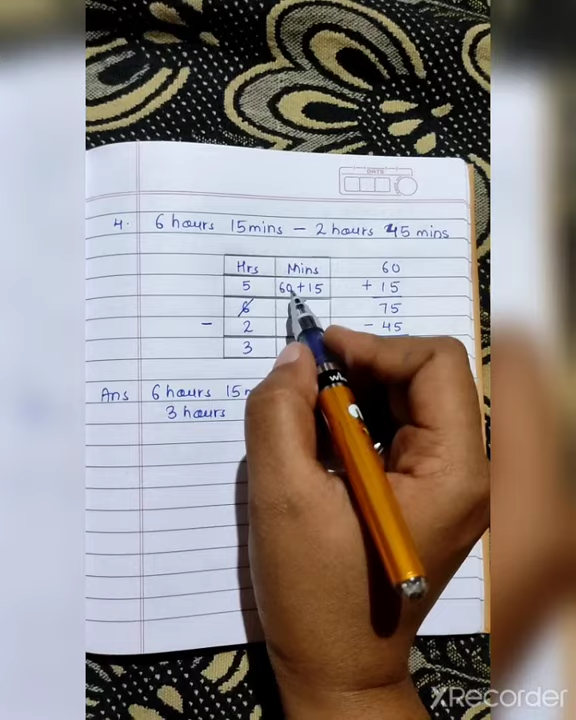 DATE
4. 6 hours 15 mins - 2 hours 45 mins
Hrs Mins 60
5 60+15 + 15
6 75
- 2 - 45
3
Ans 6 hours 15
3 hours
XRecorder